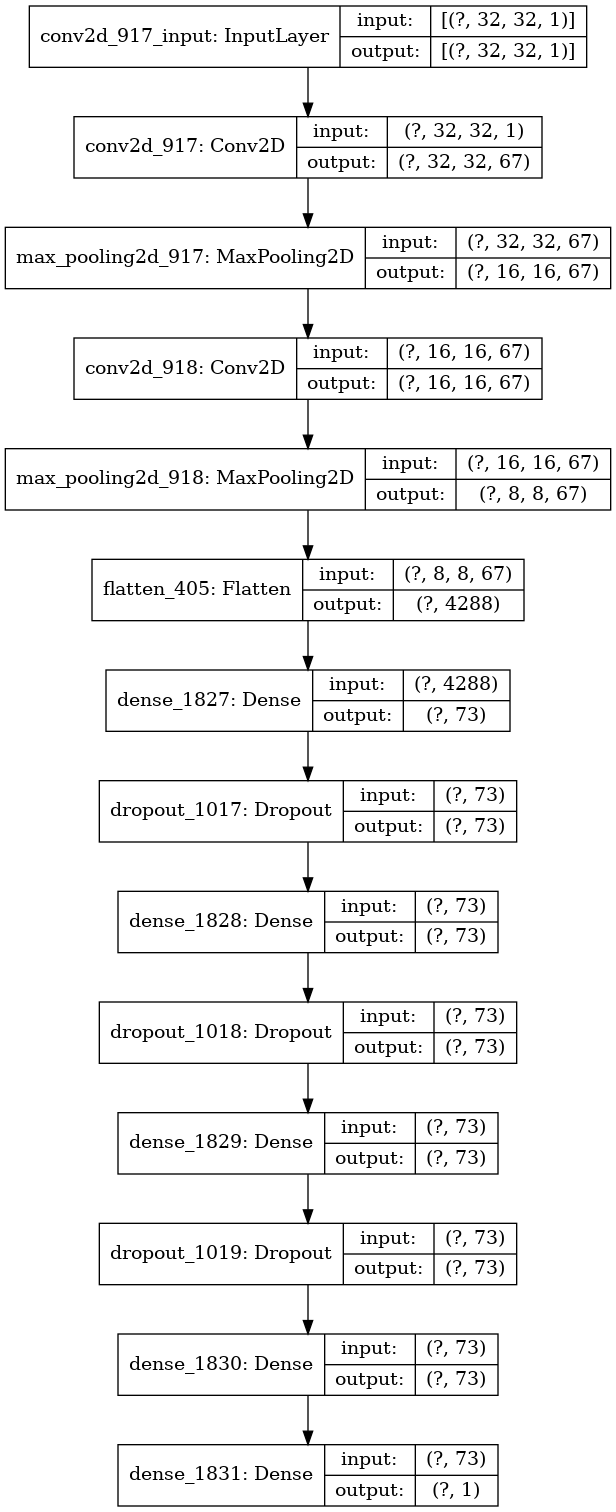 conv2d_917_input: InputLayer
input: [(?, 32, 32, 1)]
output: [(?, 32, 32, 1)]
conv2d_917: Conv2D
input: (?, 32, 32, 1)
output: (?, 32, 32, 67)
max_pooling2d_917: MaxPooling2D
input: (?, 32, 32, 67)
output: (?, 16, 16, 67)
conv2d_918: Conv2D
input: (?, 16, 16, 67)
output: (?, 16, 16, 67)
max_pooling2d_918: MaxPooling2D
input: (?, 16, 16, 67)
output: (?, 8, 8, 67)
flatten_405: Flatten
input: (?, 8, 8, 67)
output: (?, 4288)
dense_1827: Dense
input: (?, 4288)
output: (?, 73)
dropout_1017: Dropout
input: (?, 73)
output: (?, 73)
dense_1828: Dense
input: (?, 73)
output: (?, 73)
dropout_1018: Dropout
input: (?, 73)
output: (?, 73)
dense_1829: Dense
input: (?, 73)
output: (?, 73)
dropout_1019: Dropout
input: (?, 73)
output: (?, 73)
dense_1830: Dense
input: (?, 73)
output: (?, 73)
dense_1831: Dense
input: (?, 73)
output: (?, 1)